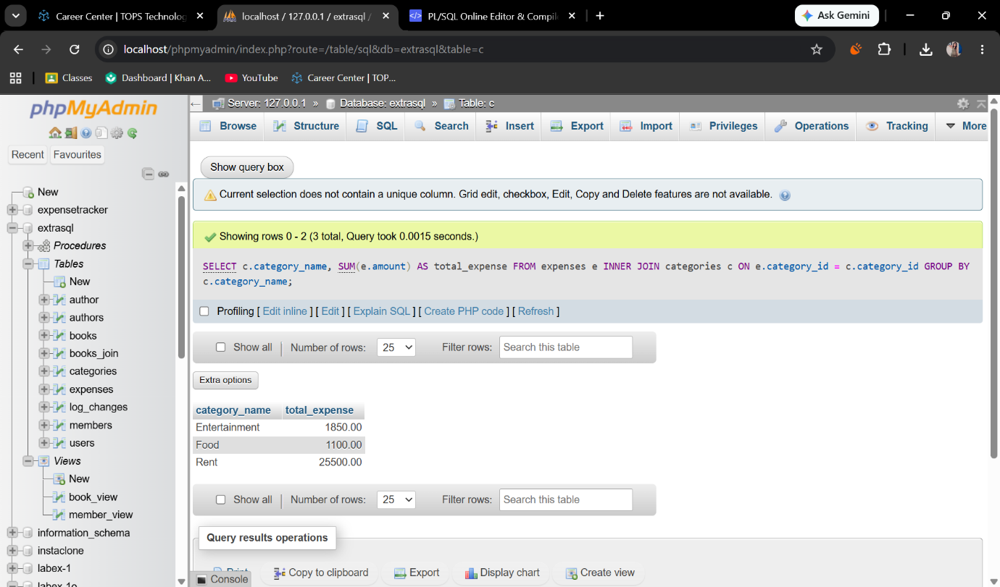 Career Center | TOPS Technolog
localhost / 127.0.0.1 / extrasql /
PL/SQL Online Editor & Compil
Ask Gemini
localhost/phpmyadmin/index.php?route=/table/sql&db=extrasql&table=c
Classes
Dashboard | Khan A...
YouTube
Career Center | TOP...
phpMyAdmin
Recent
Favourites
New
expensetracker
extrasql
Procedures
Tables
New
author
authors
books
books_join
categories
expenses
log_changes
members
users
Views
New
book_view
member_view
information_schema
instaclone
labex-1
labex-1o
Server: 127.0.0.1 » Database: extrasql » Table: c
Browse
Structure
SQL
Search
Insert
Export
Import
Privileges
Operations
Tracking
More
Show query box
Current selection does not contain a unique column. Grid edit, checkbox, Edit, Copy and Delete features are not available.
Showing rows 0 - 2 (3 total, Query took 0.0015 seconds.)
SELECT c.category_name, SUM(e.amount) AS total_expense FROM expenses e INNER JOIN categories c ON e.category_id = c.category_id GROUP BY
c.category_name;
Profiling [ Edit inline ] [ Edit ] [ Explain SQL ] [ Create PHP code ] [ Refresh ]
Show all | Number of rows: 25 Filter rows: Search this table
Extra options
category_name total_expense
Entertainment 1850.00
Food 1100.00
Rent 25500.00
Show all | Number of rows: 25 Filter rows: Search this table
Query results operations
Print
Copy to clipboard
Export
Display chart
Create view
Console